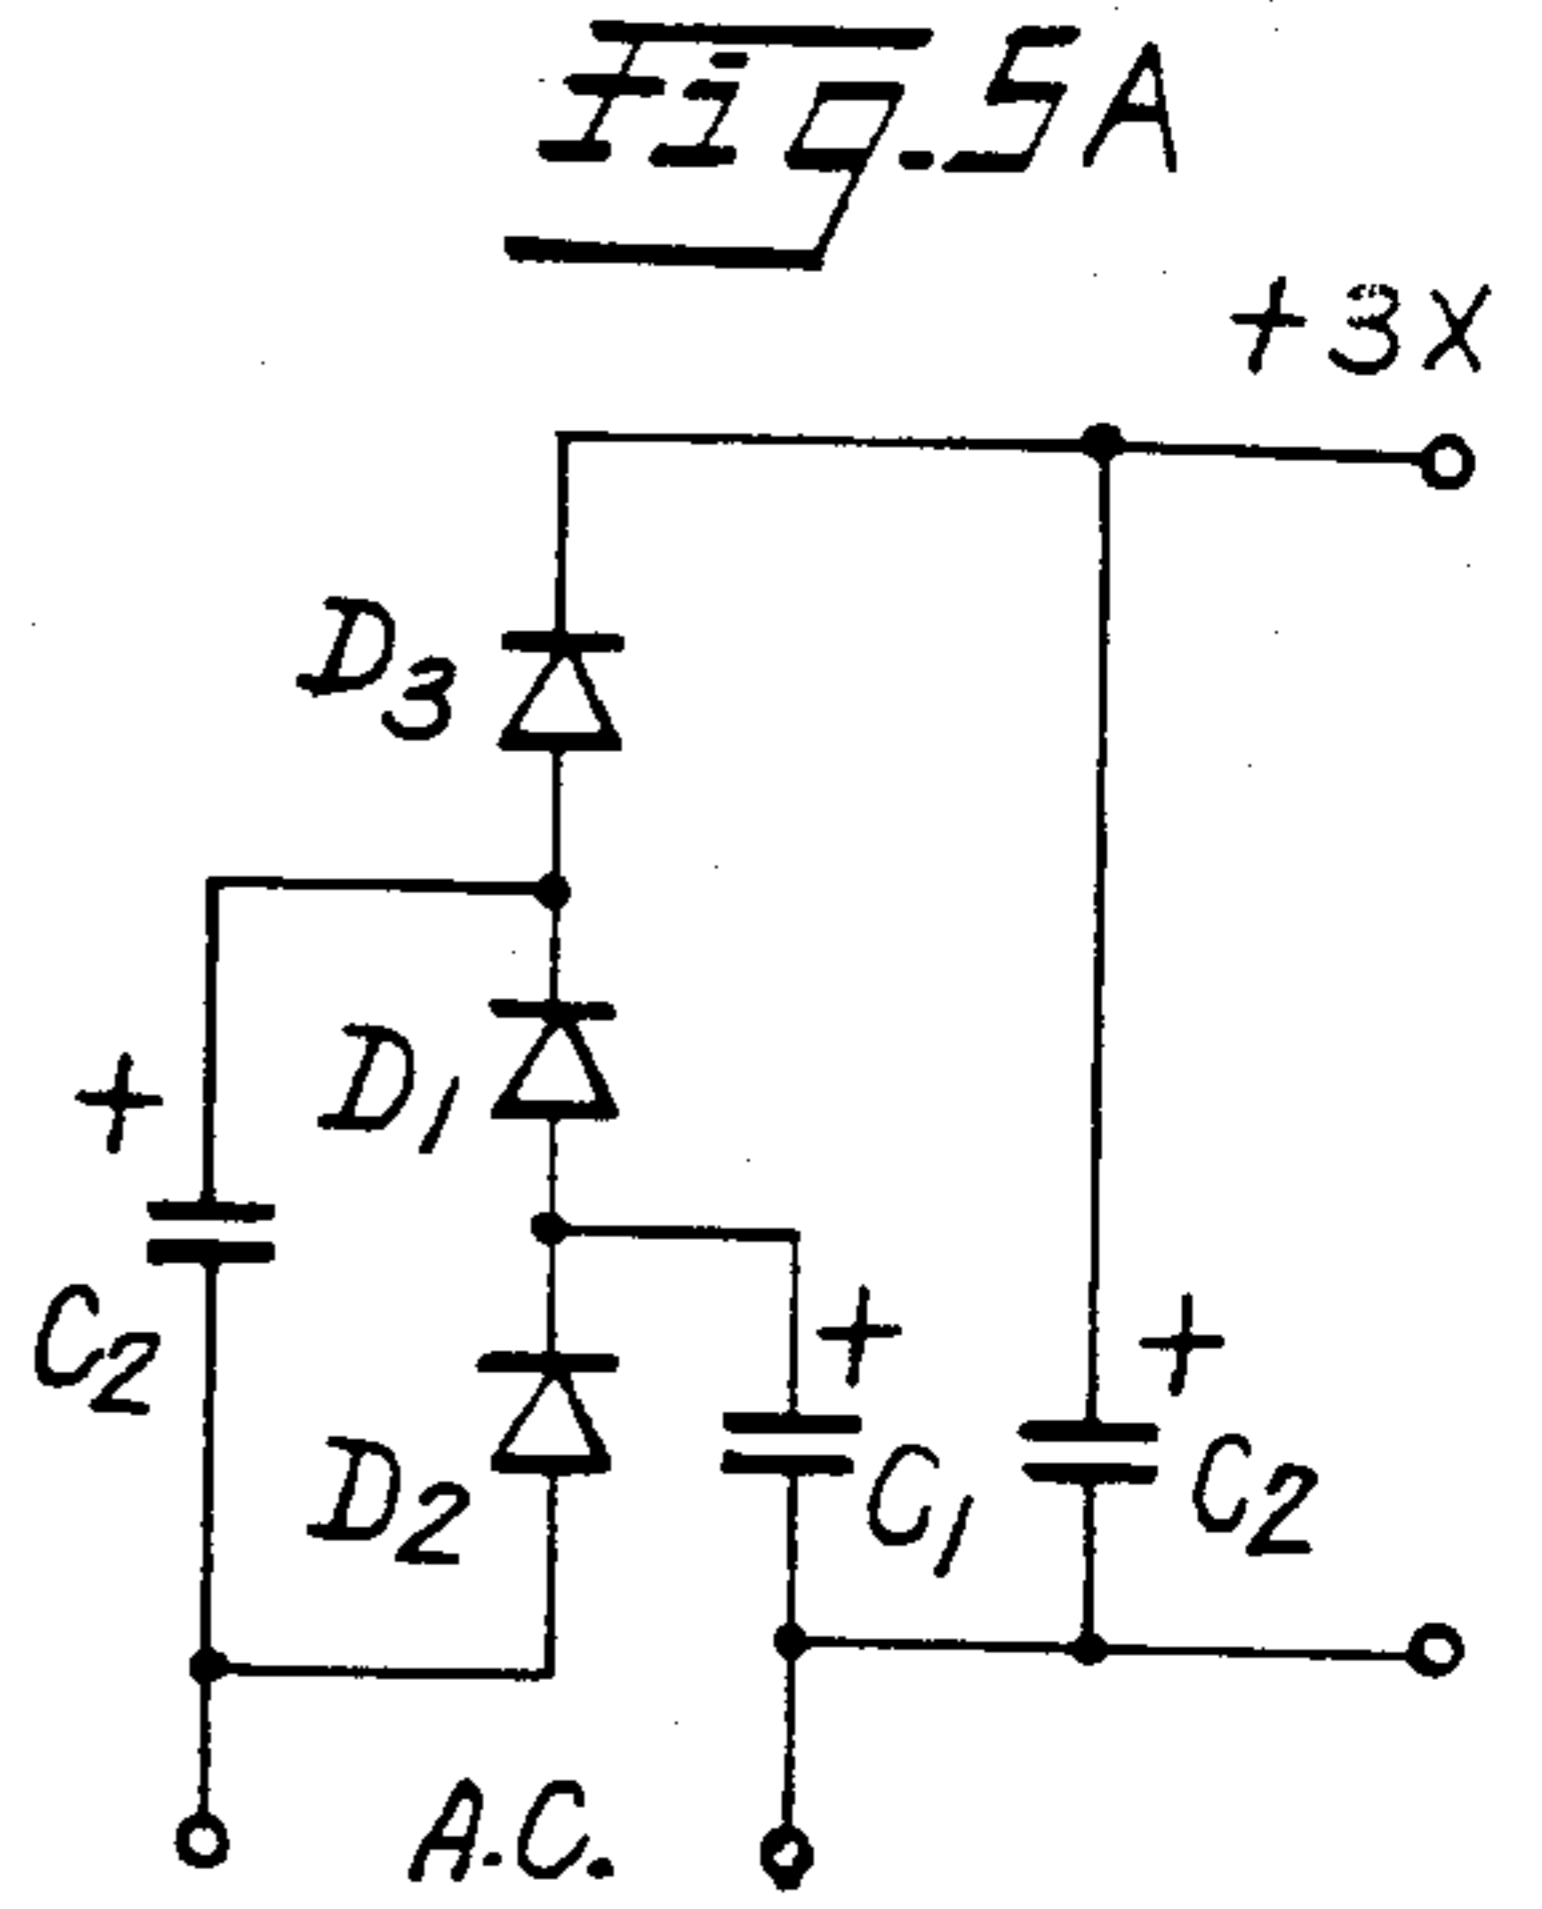 Fig. 5A
+3X
D3
+
D1
+
+
C2
D2
C1
C2
A.C.